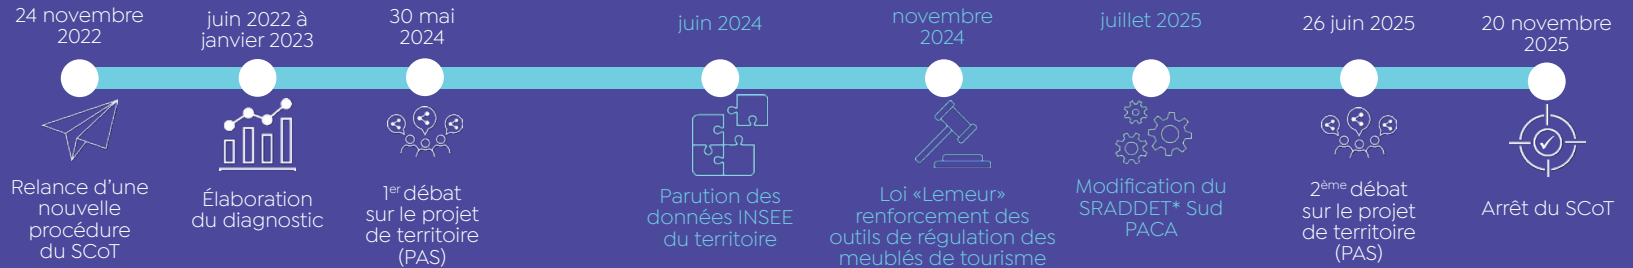 24 novembre
2022
Relance d’une
nouvelle
procédure
du SCoT
juin 2022 à
janvier 2023
Élaboration
du diagnostic
30 mai
2024
1er débat
sur le projet
de territoire
(PAS)
juin 2024
Parution des
données INSEE
du territoire
novembre
2024
Loi «Lemeur»
renforcement des
outils de régulation des
meublés de tourisme
juillet 2025
Modification du
SRADDET* Sud
PACA
26 juin 2025
2ème débat
sur le projet
de territoire
(PAS)
20 novembre
2025
Arrêt du SCoT